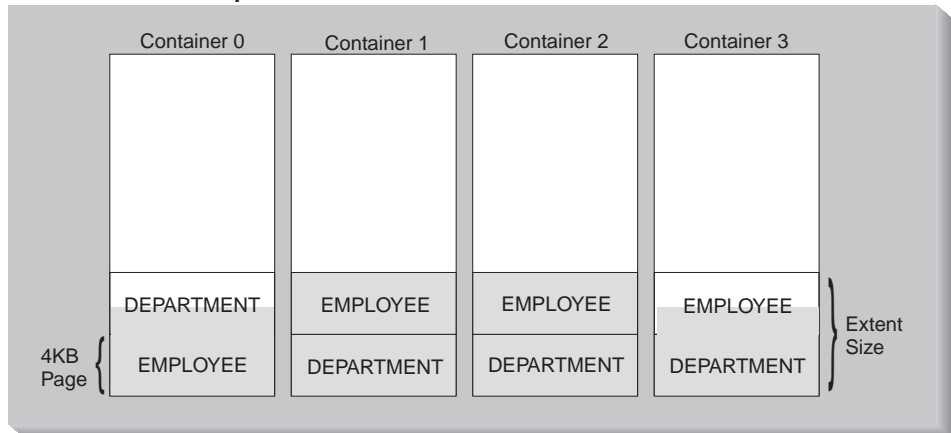 Container 0
Container 1
Container 2
Container 3
DEPARTMENT
EMPLOYEE
EMPLOYEE
EMPLOYEE
4KB
Page
EMPLOYEE
DEPARTMENT
DEPARTMENT
DEPARTMENT
Extent
Size